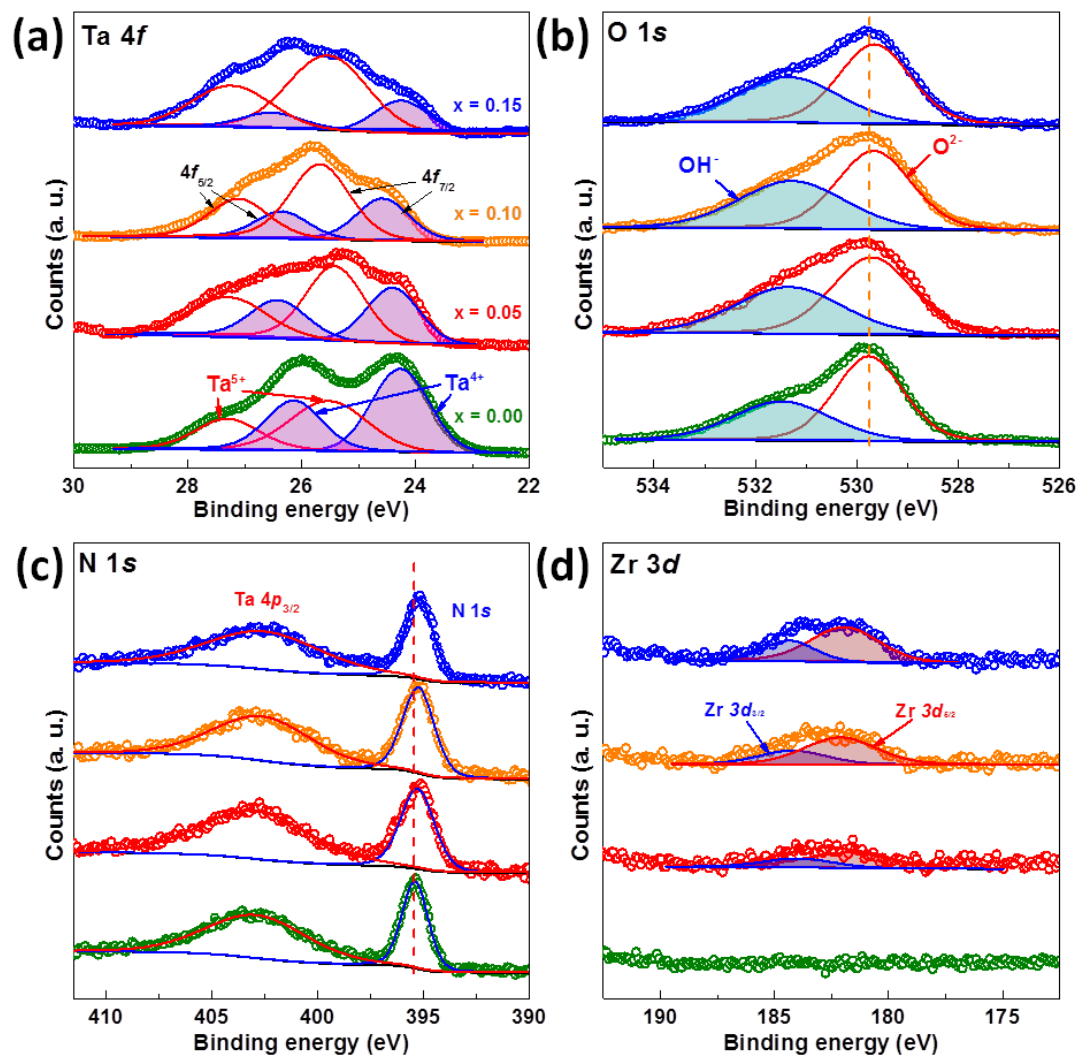 (a) Ta 4f
x = 0.15
4f5/2
4f7/2
x = 0.10
x = 0.05
Ta5+
Ta4+
x = 0.00
Counts (a. u.)
30 28 26 24 22
Binding energy (eV)
(b) O 1s
OH-
O2-
Counts (a. u.)
534 532 530 528 526
Binding energy (eV)
(c) N 1s
Ta 4p3/2
N 1s
Counts (a. u.)
410 405 400 395 390
Binding energy (eV)
(d) Zr 3d
Zr 3d3/2
Zr 3d5/2
Counts (a. u.)
190 185 180 175
Binding energy (eV)